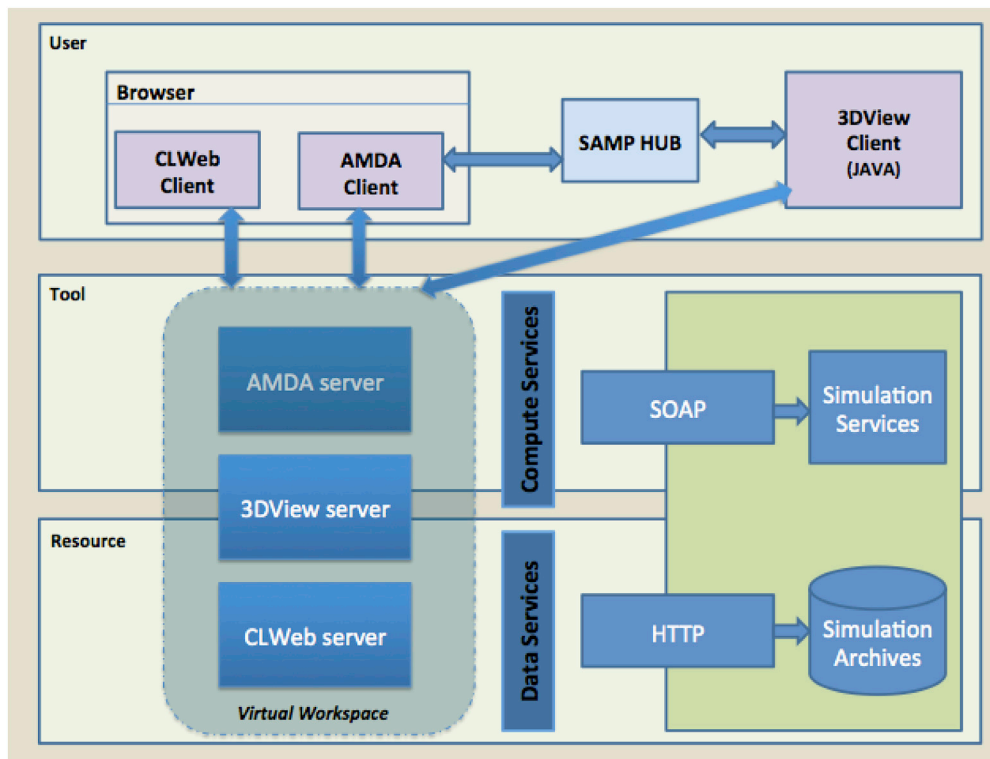 User
Browser
CLWeb
Client
AMDA
Client
SAMP HUB
3DView
Client
(JAVA)
Tool
AMDA server
Compute Services
SOAP
Simulation
Services
3DView server
Resource
CLWeb server
Data Services
HTTP
Simulation
Archives
Virtual Workspace